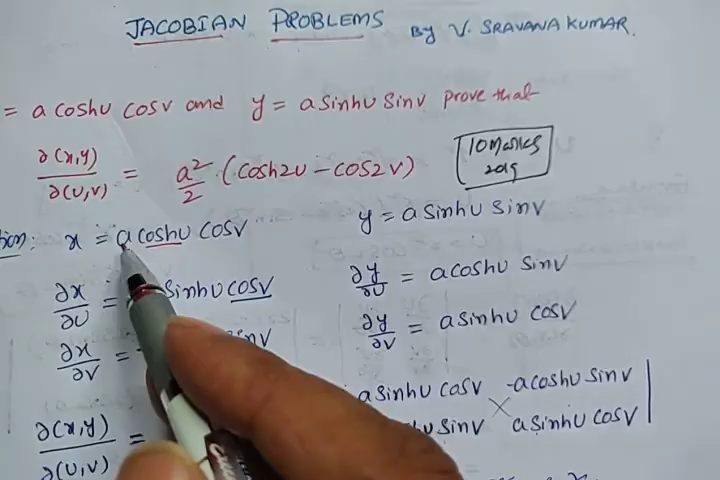 JACOBIAN PROBLEMS BY V. SRAVANA KUMAR.
= a coshu cosv and y = a sinhu sinv prove that
∂(x,y)/∂(u,v) = a²/2 (cosh2u - cos2v) 10 Marks 2019
x = a coshu cosv y = a sinhu sinv
∂x/∂u = sinhu cosv ∂y/∂u = a coshu sinv
∂x/∂v = ∂y/∂v = a sinhu cosv
∂(x,y)/∂(u,v) = a sinhu cosv -a coshu sinv
sinv a sinhu cosv